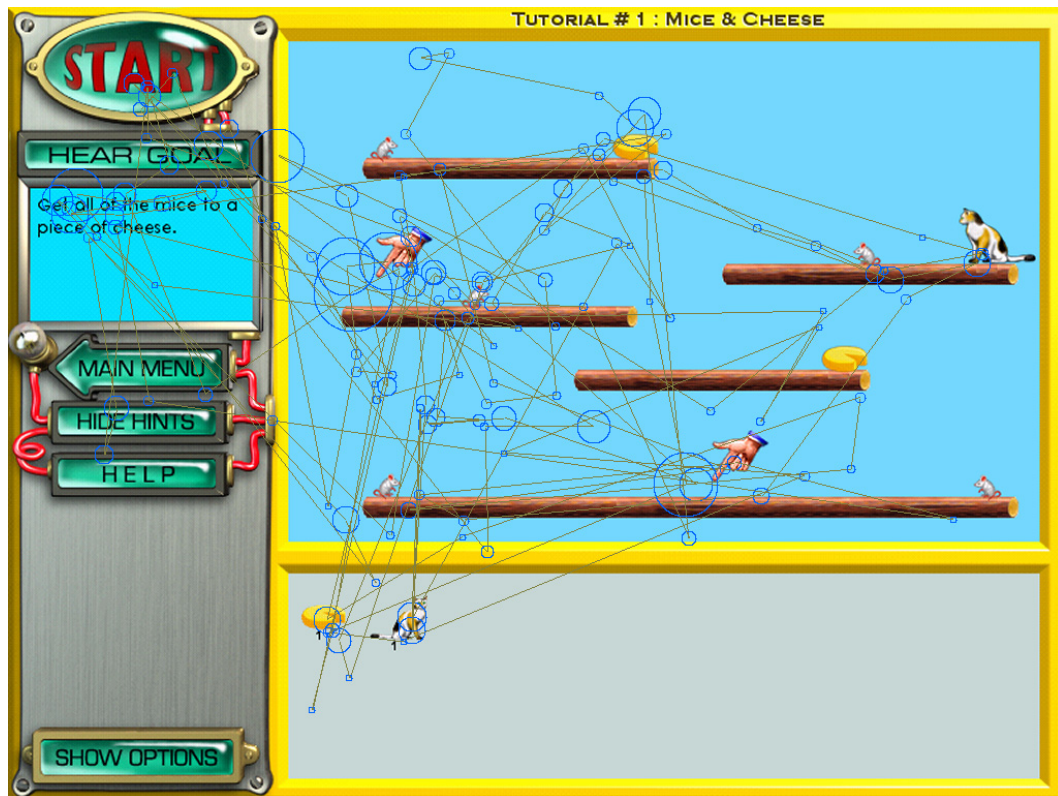 TUTORIAL # 1 : MICE & CHEESE
START
HEAR GOAL
Get all of the mice to a
piece of cheese.
MAIN MENU
HIDE HINTS
HELP
1
1
SHOW OPTIONS